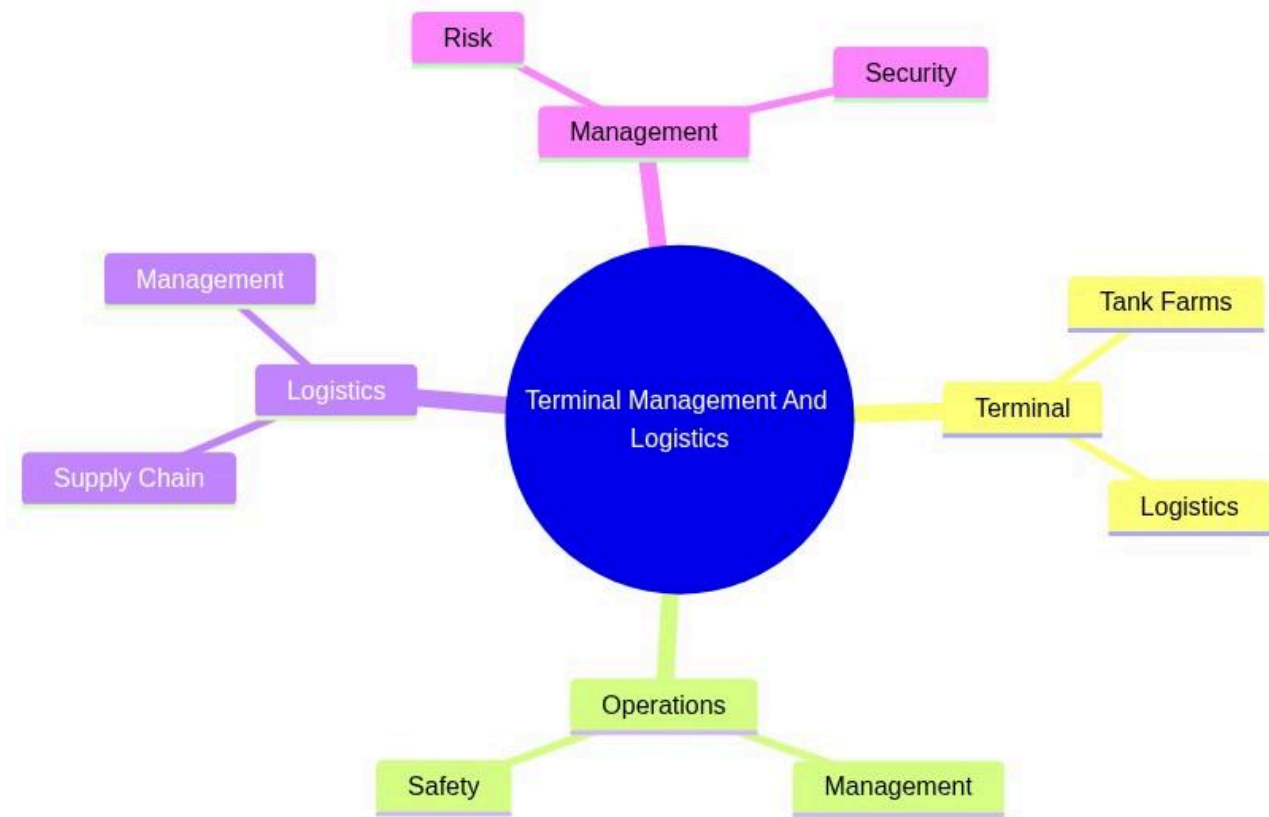 Risk
Security
Management
Management
Tank Farms
Logistics
Terminal Management And
Logistics
Terminal
Supply Chain
Logistics
Operations
Safety
Management